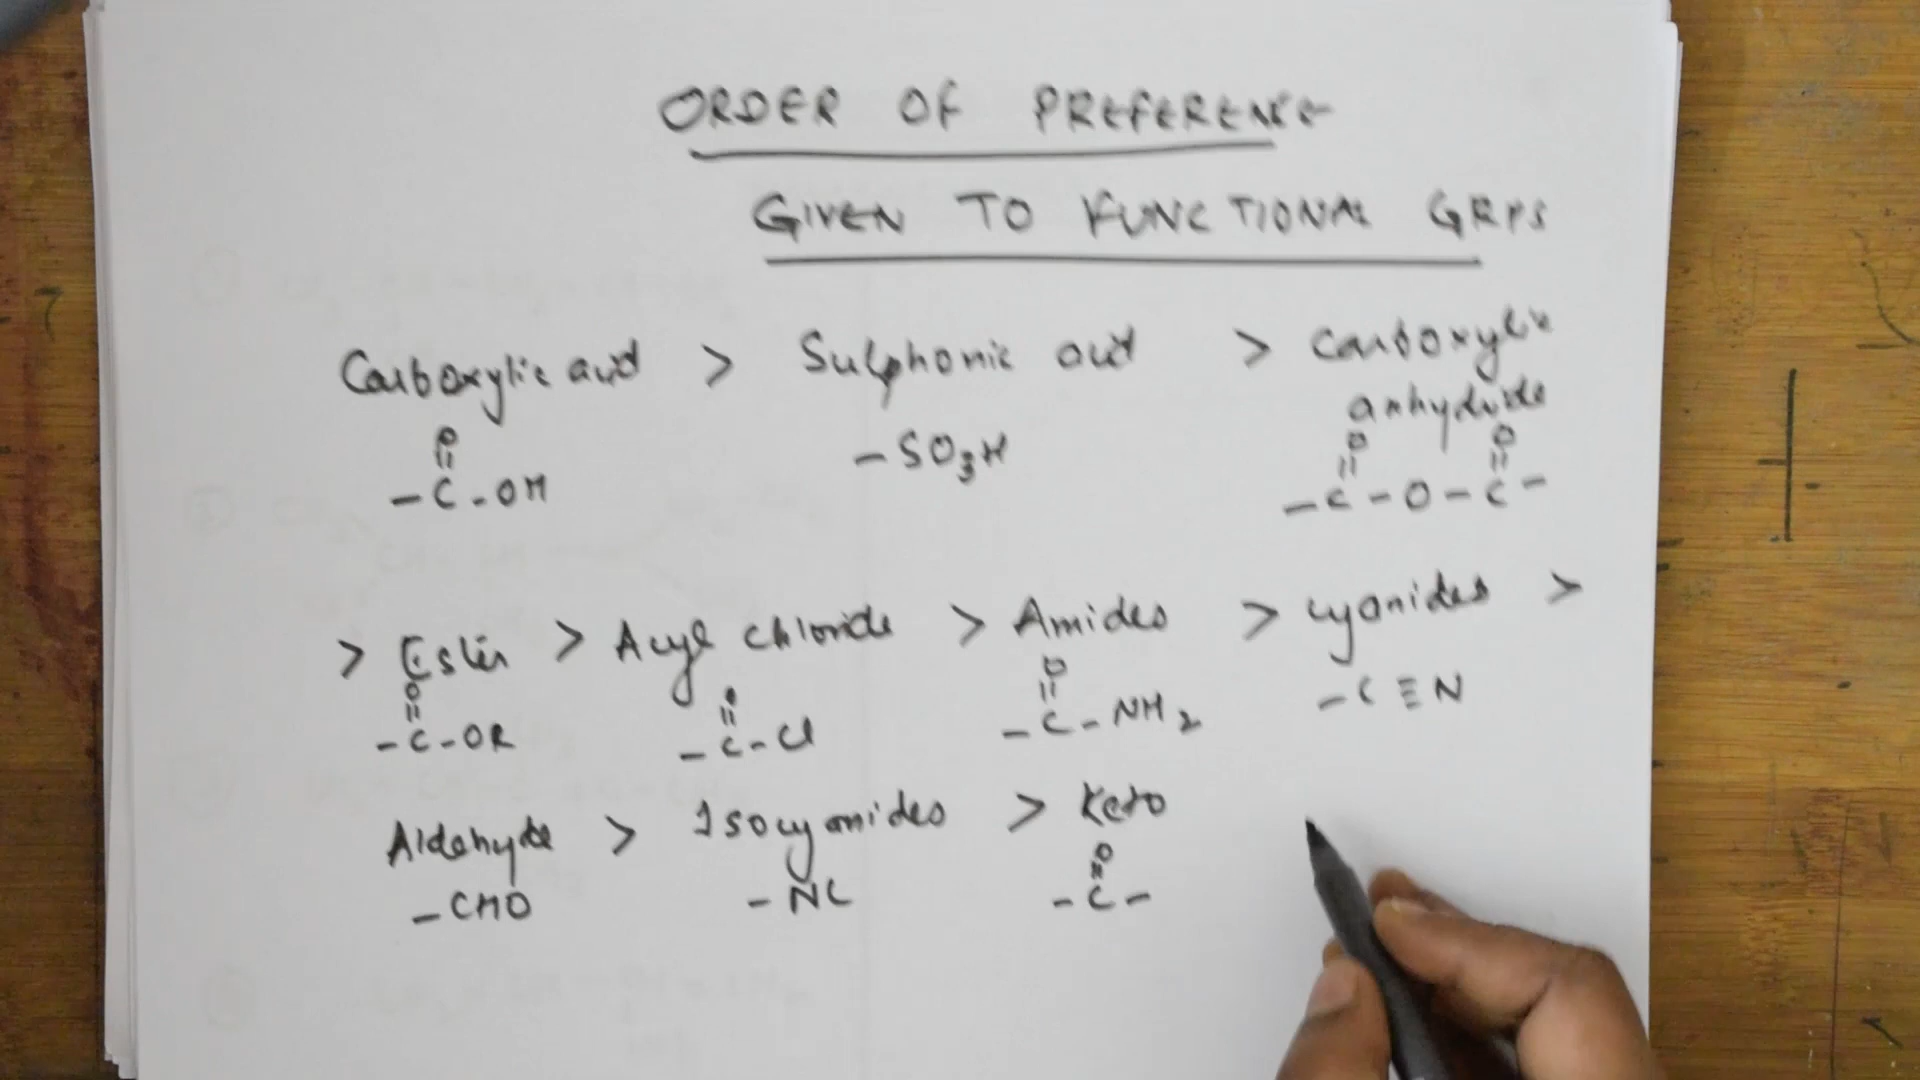 ORDER OF PREFERENCE
GIVEN TO FUNCTIONAL GRPS
Carboxylic acid > Sulphonic acid > Carboxylic
anhydride
O
||
-C-OH
-SO3H
O O
|| ||
-C-O-C-
> Ester > Acyl chloride > Amides > cyanides >
O
||
-C-OR
O
||
-C-Cl
O
||
-C-NH2
-C≡N
Aldehyde > Isocyanides > Keto
-CHO
-NC
O
||
-C-